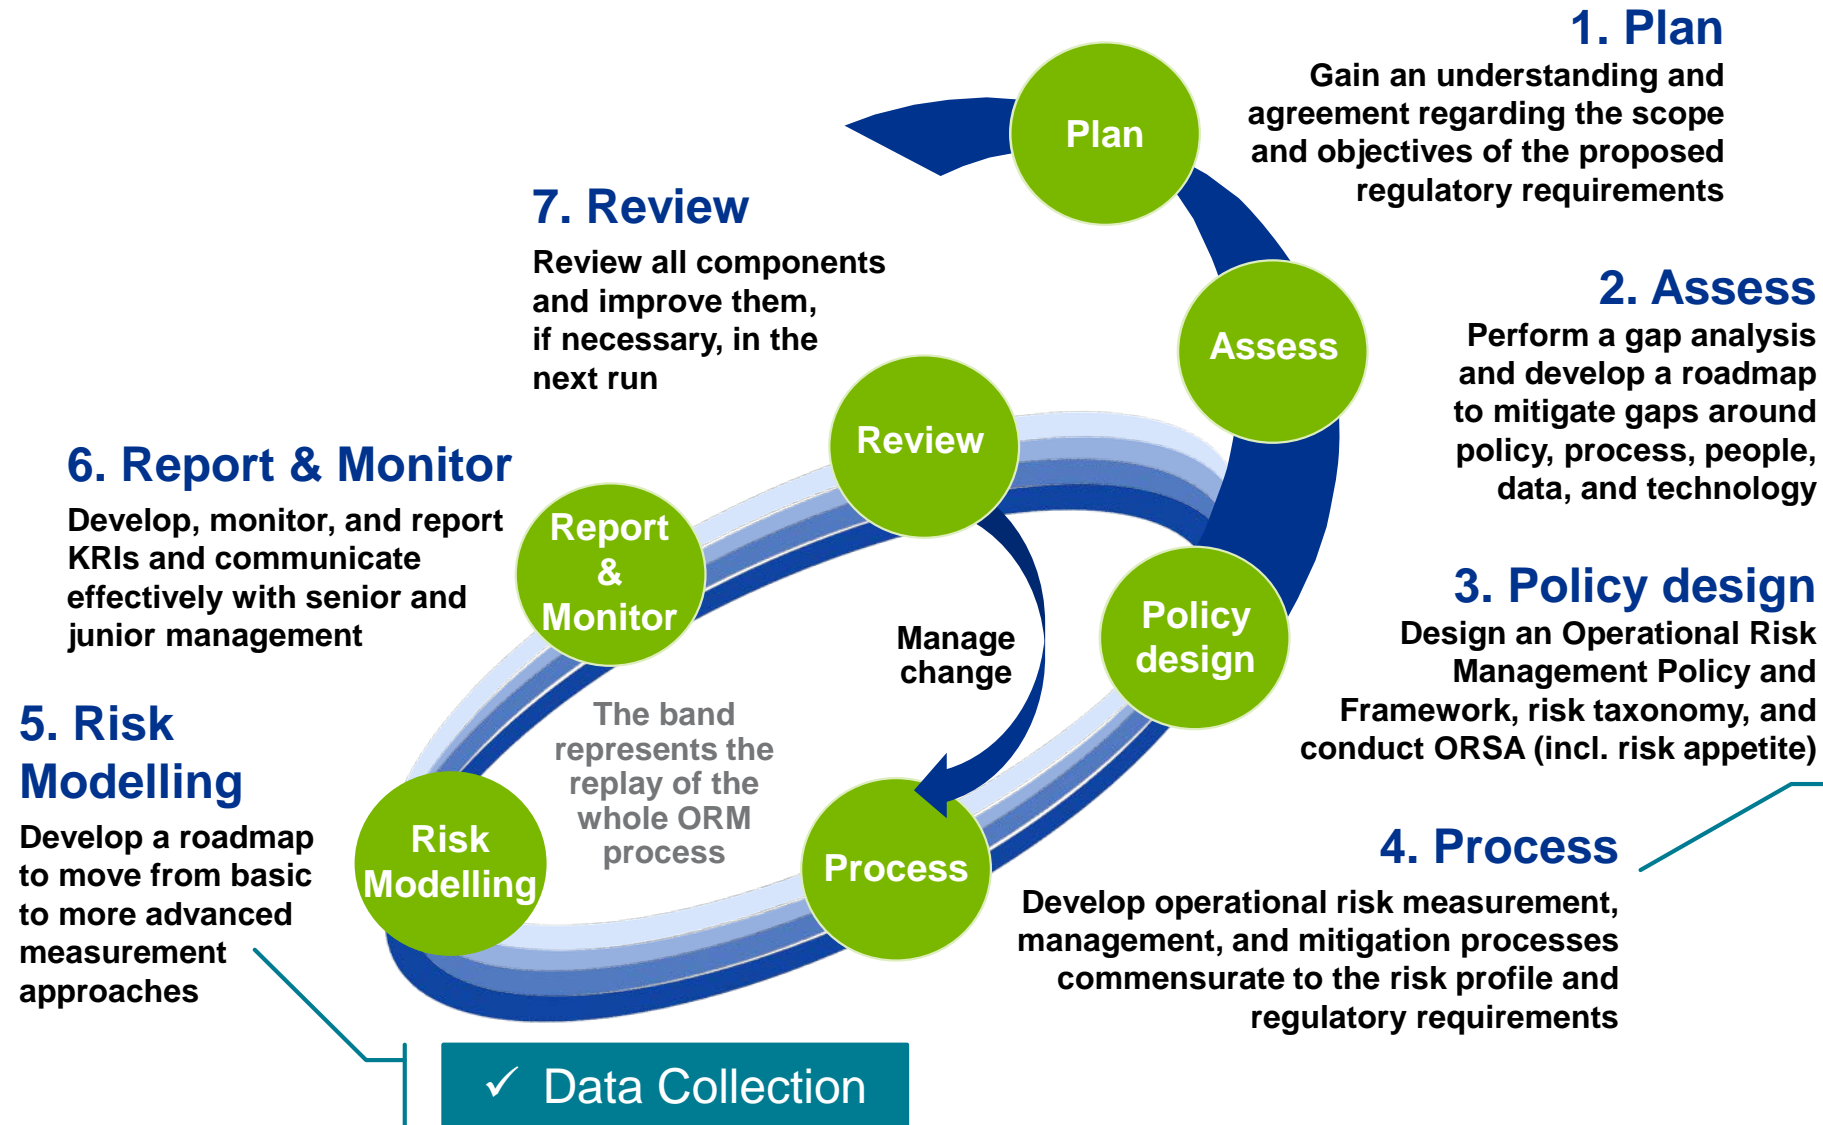 1. Plan
Gain an understanding and
agreement regarding the scope
and objectives of the proposed
regulatory requirements
Plan
7. Review
Review all components
and improve them,
if necessary, in the
next run
2. Assess
Perform a gap analysis
and develop a roadmap
to mitigate gaps around
policy, process, people,
data, and technology
Assess
Review
6. Report & Monitor
Develop, monitor, and report
KRIs and communicate
effectively with senior and
junior management
Report
&
Monitor
3. Policy design
Design an Operational Risk
Management Policy and
Framework, risk taxonomy, and
conduct ORSA (incl. risk appetite)
Policy
design
Manage
change
The band
represents the
replay of the
whole ORM
process
5. Risk
Modelling
Develop a roadmap
to move from basic
to more advanced
measurement
approaches
Risk
Modelling
Process
4. Process
Develop operational risk measurement,
management, and mitigation processes
commensurate to the risk profile and
regulatory requirements
✓ Data Collection